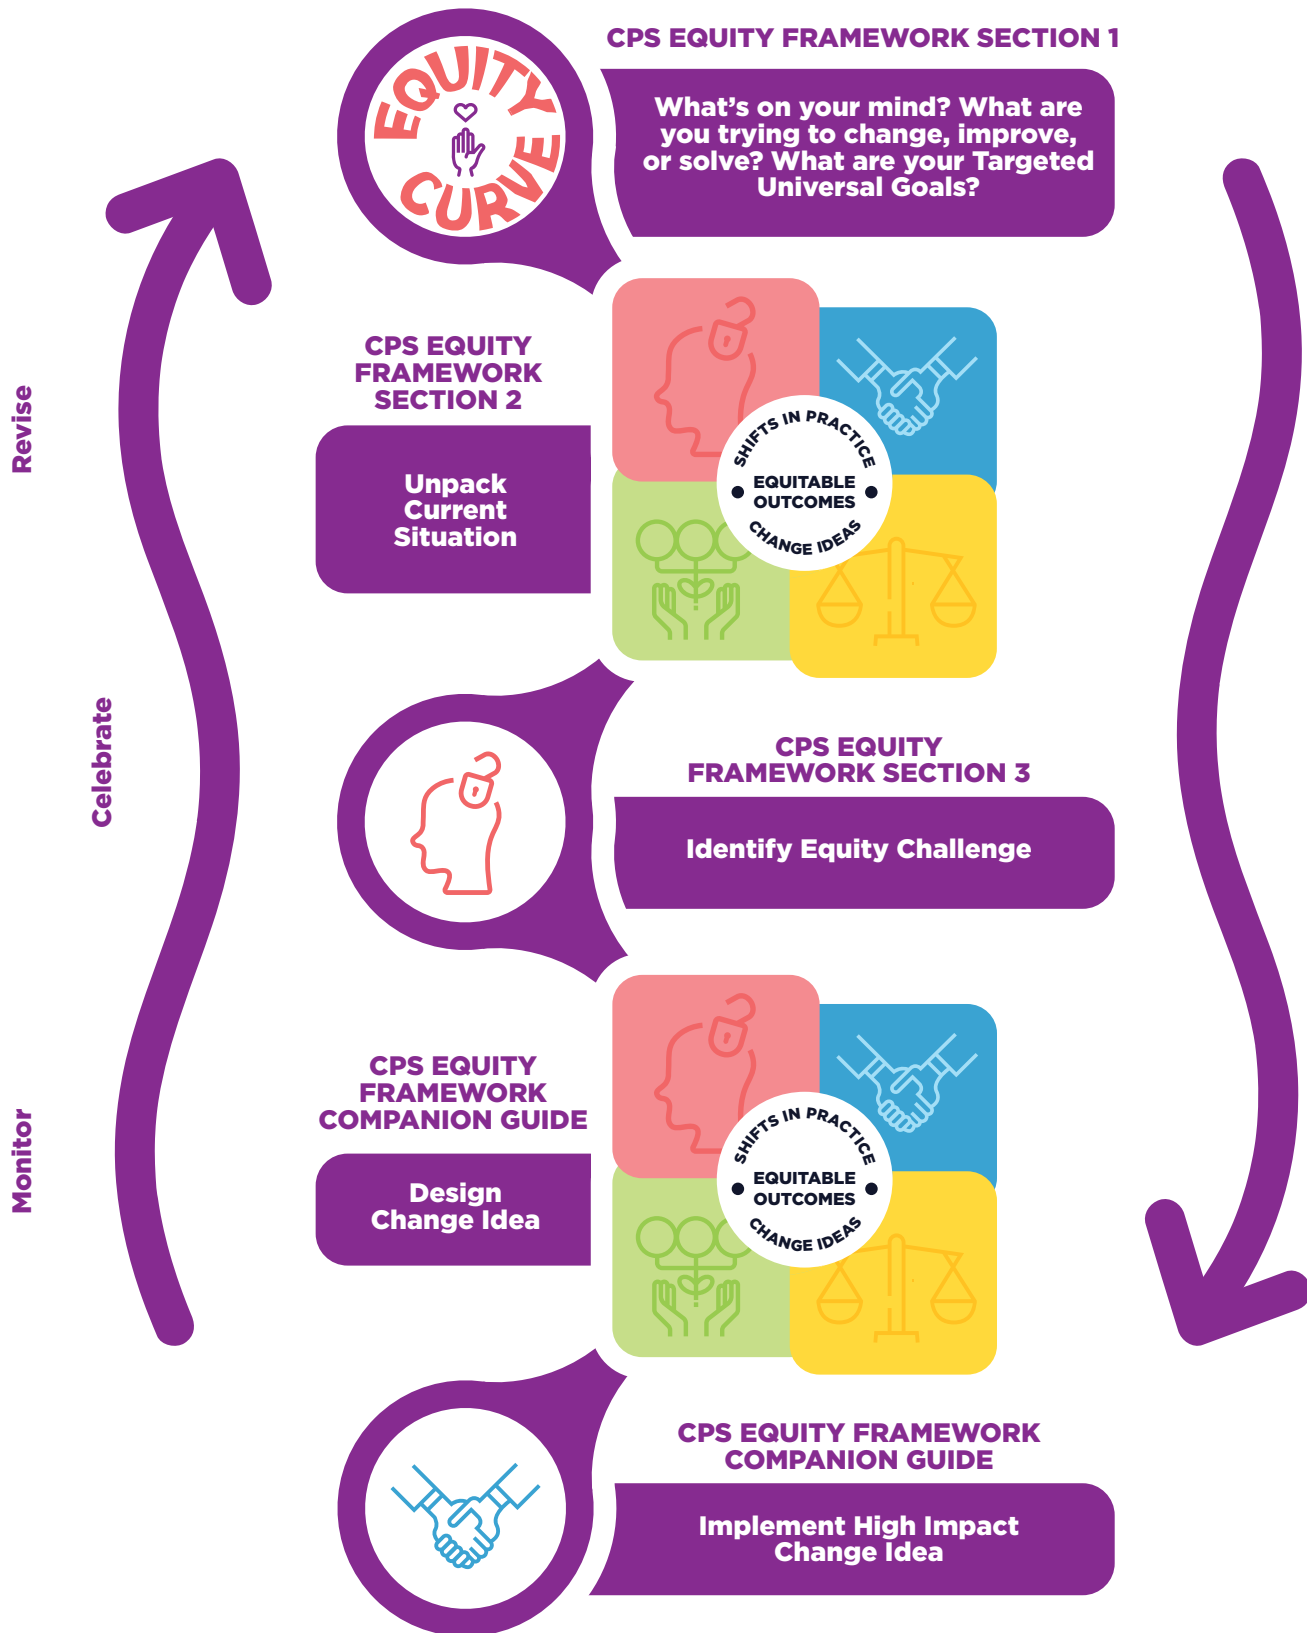 CPS EQUITY FRAMEWORK SECTION 1
EQUITY
CURVE
What's on your mind? What are
you trying to change, improve,
or solve? What are your Targeted
Universal Goals?
CPS EQUITY
FRAMEWORK
SECTION 2
Unpack
Current
Situation
SHIFTS IN PRACTICE
EQUITABLE
OUTCOMES
CHANGE IDEAS
Revise
Celebrate
Monitor
CPS EQUITY
FRAMEWORK SECTION 3
Identify Equity Challenge
CPS EQUITY
FRAMEWORK
COMPANION GUIDE
Design
Change Idea
SHIFTS IN PRACTICE
EQUITABLE
OUTCOMES
CHANGE IDEAS
CPS EQUITY FRAMEWORK
COMPANION GUIDE
Implement High Impact
Change Idea